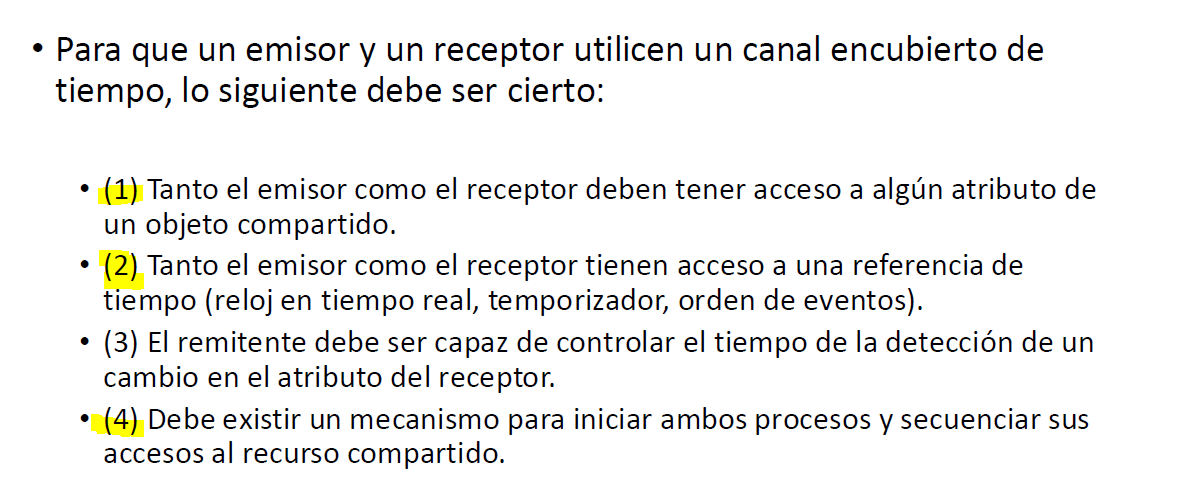 • Para que un emisor y un receptor utilicen un canal encubierto de
tiempo, lo siguiente debe ser cierto:
• (1) Tanto el emisor como el receptor deben tener acceso a algún atributo de
un objeto compartido.
• (2) Tanto el emisor como el receptor tienen acceso a una referencia de
tiempo (reloj en tiempo real, temporizador, orden de eventos).
• (3) El remitente debe ser capaz de controlar el tiempo de la detección de un
cambio en el atributo del receptor.
• (4) Debe existir un mecanismo para iniciar ambos procesos y secuenciar sus
accesos al recurso compartido.